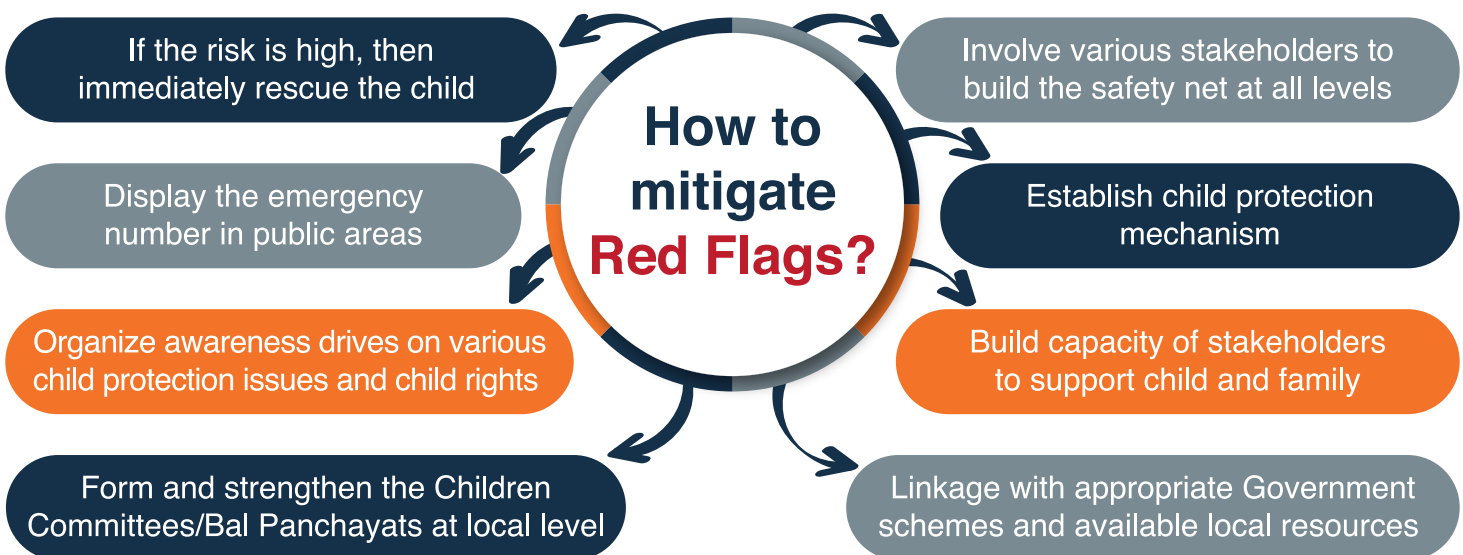 How to
mitigate
Red Flags?
If the risk is high, then
immediately rescue the child
Display the emergency
number in public areas
Organize awareness drives on various
child protection issues and child rights
Form and strengthen the Children
Committees/Bal Panchayats at local level
Involve various stakeholders to
build the safety net at all levels
Establish child protection
mechanism
Build capacity of stakeholders
to support child and family
Linkage with appropriate Government
schemes and available local resources